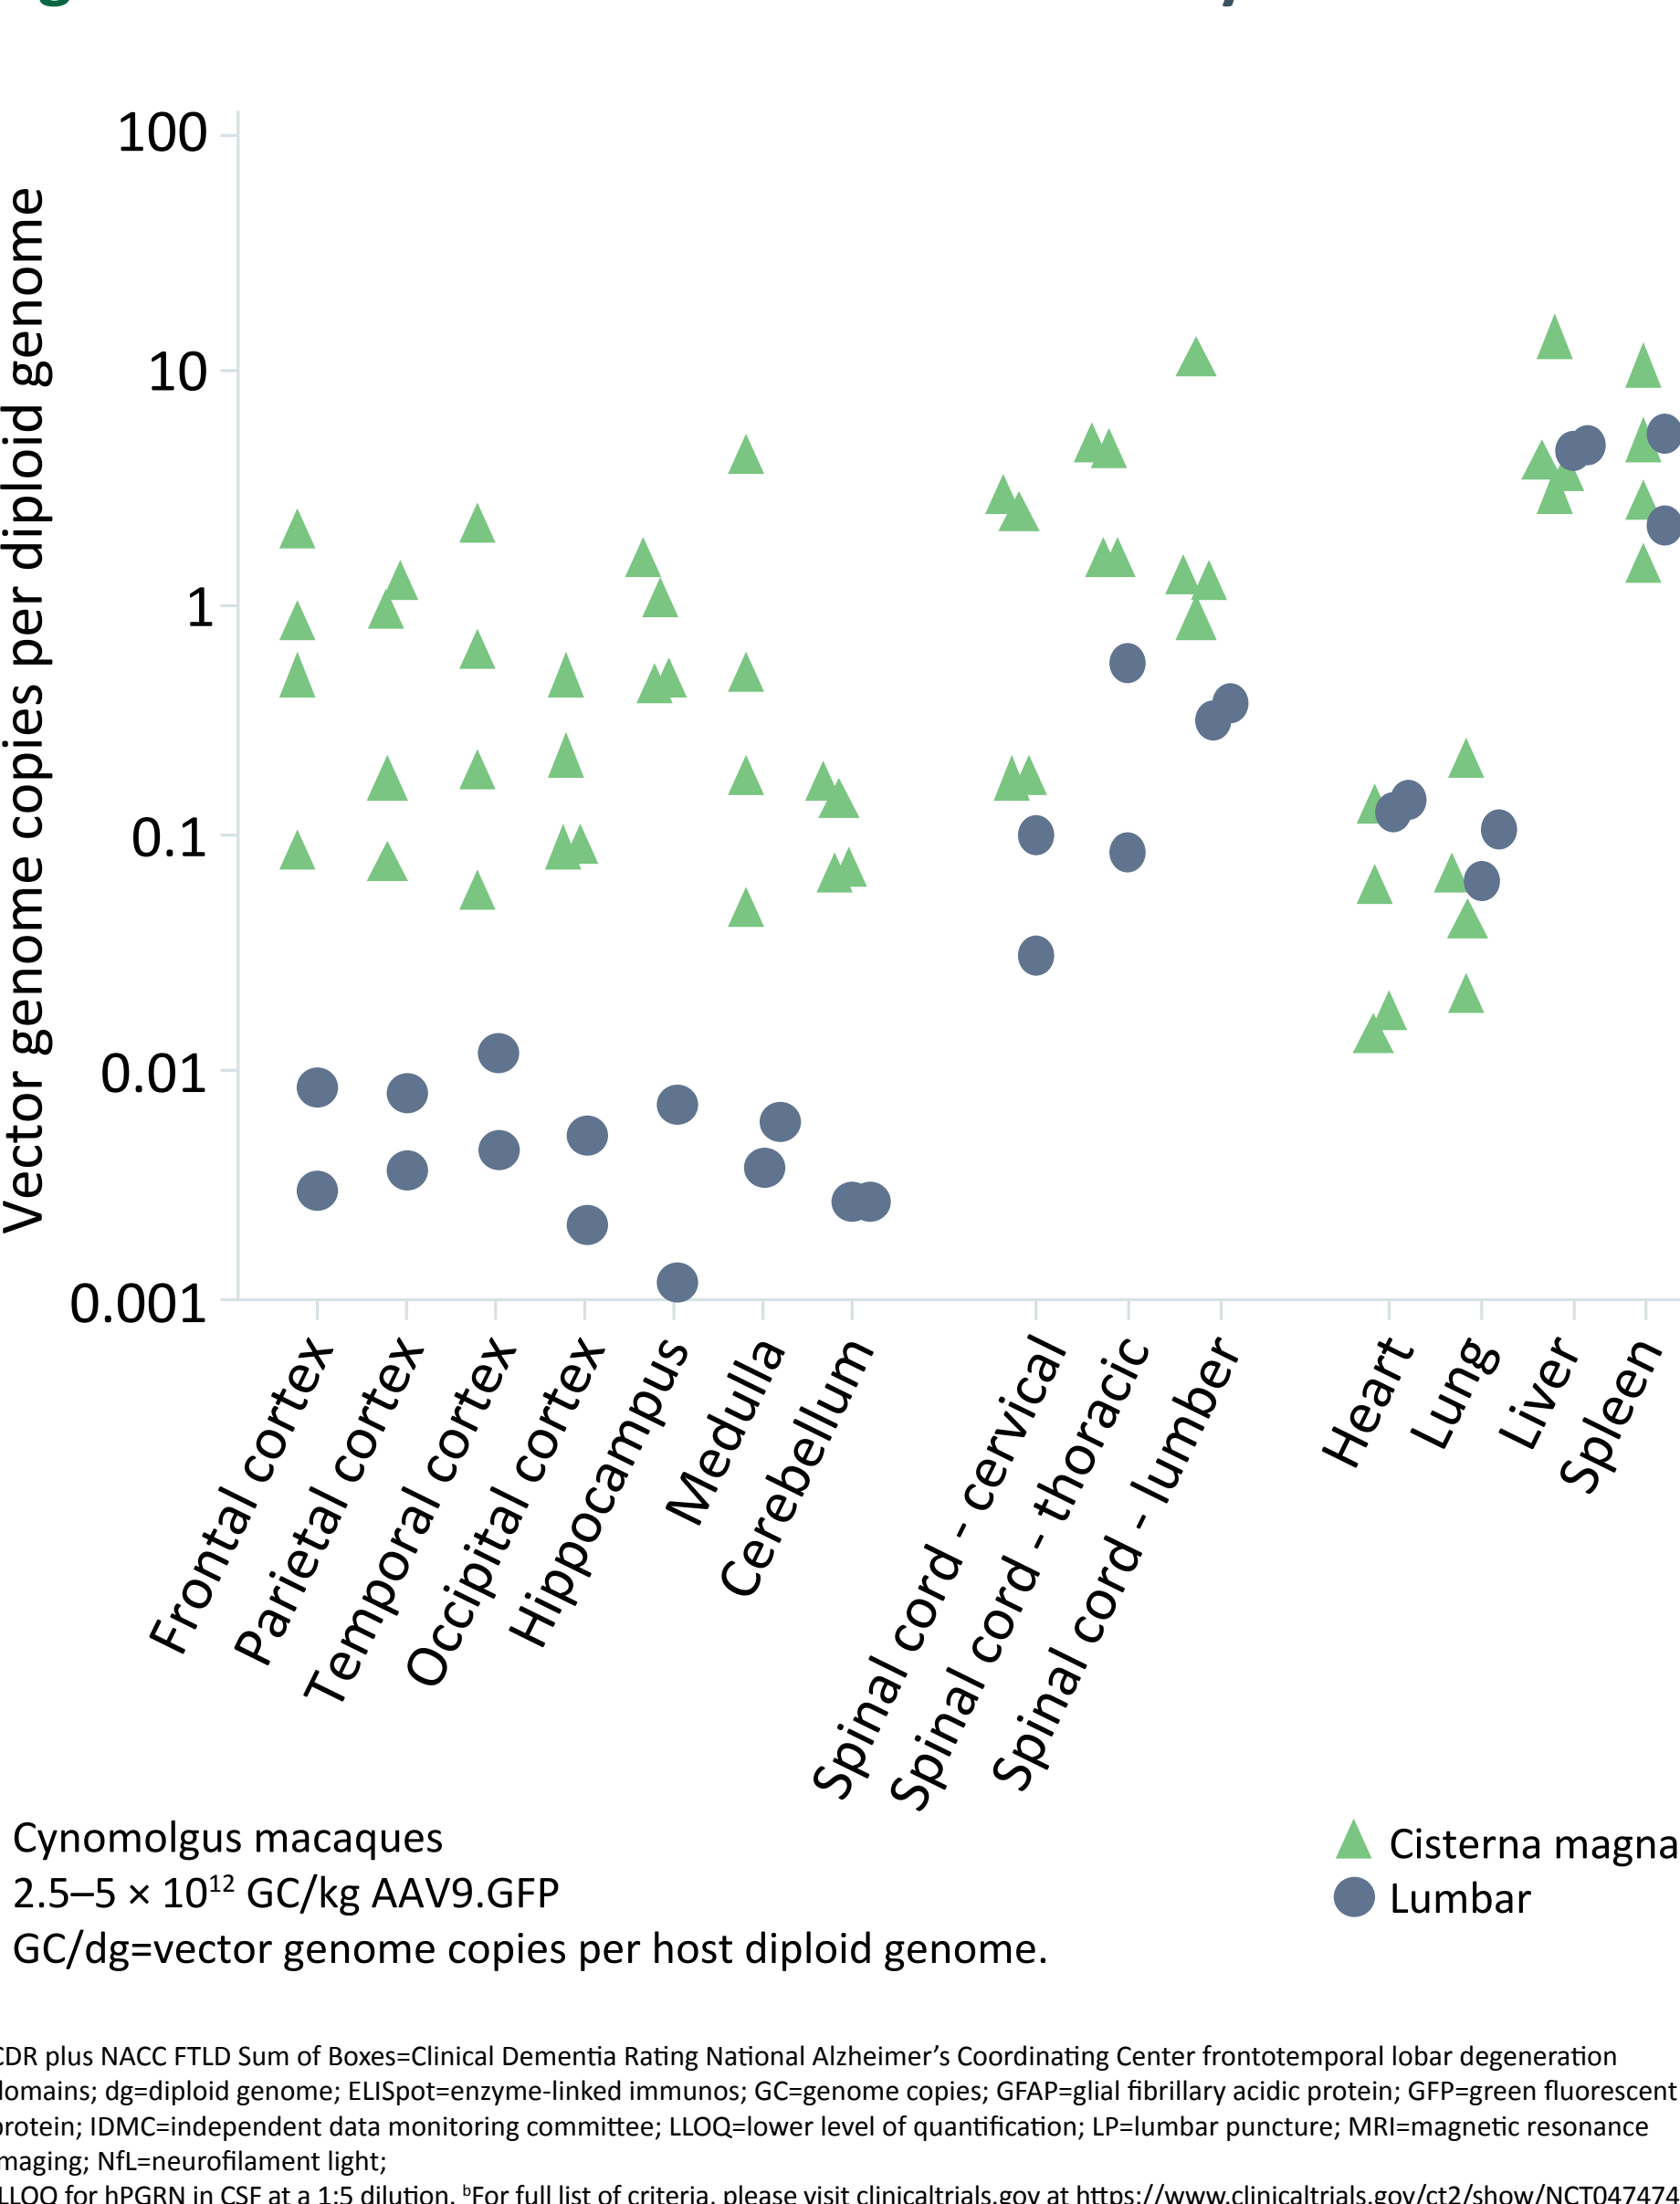 Vector genome copies per diploid genome
100
10
1
0.1
0.01
0.001
Frontal cortex
Parietal cortex
Temporal cortex
Occipital cortex
Hippocampus
Medulla
Cerebellum
Spinal cord - cervical
Spinal cord - thoracic
Spinal cord - lumber
Heart
Lung
Liver
Spleen
Cynomolgus macaques
2.5–5 × 10¹² GC/kg AAV9.GFP
GC/dg=vector genome copies per host diploid genome.
Cisterna magna
Lumbar
CDR plus NACC FTLD Sum of Boxes=Clinical Dementia Rating National Alzheimer’s Coordinating Center frontotemporal lobar degeneration
domains; dg=diploid genome; ELISpot=enzyme-linked immunos; GC=genome copies; GFAP=glial fibrillary acidic protein; GFP=green fluorescent
protein; IDMC=independent data monitoring committee; LLOQ=lower level of quantification; LP=lumbar puncture; MRI=magnetic resonance
imaging; NfL=neurofilament light;
LLOQ for hPGRN in CSF at a 1:5 dilution. ᵇFor full list of criteria, please visit clinicaltrials.gov at https://www.clinicaltrials.gov/ct2/show/NCT047474